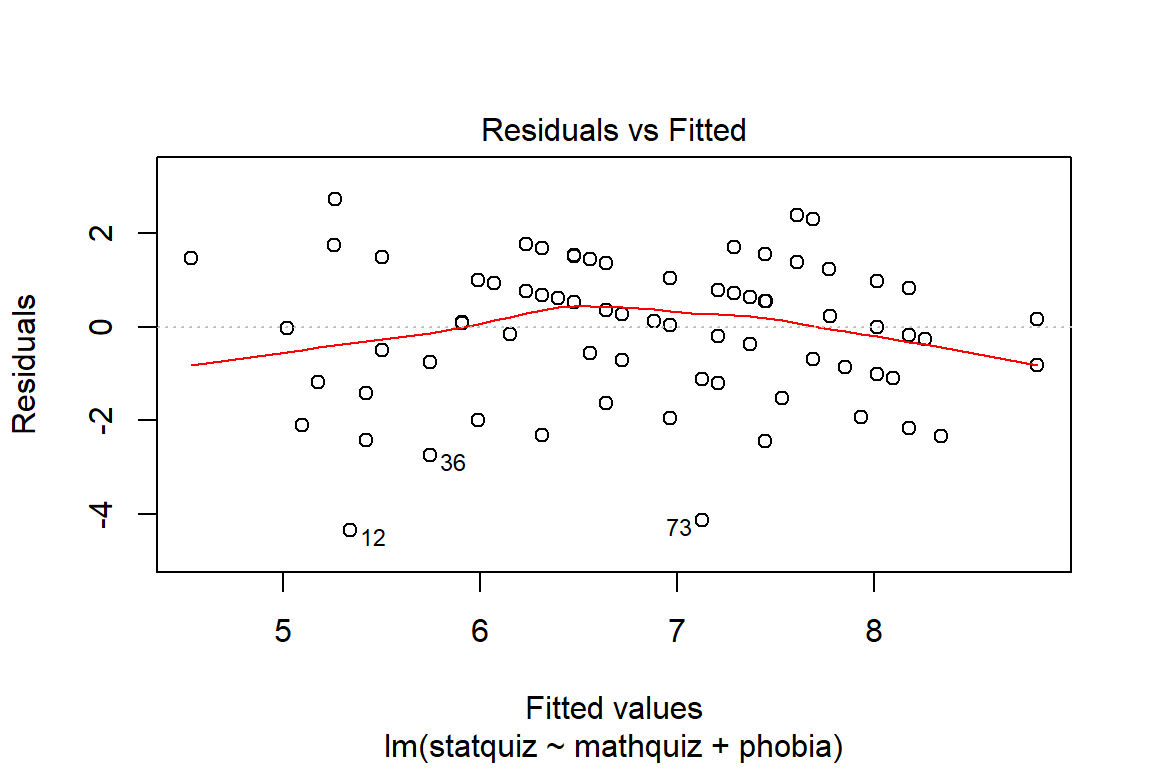 Residuals vs Fitted
Residuals
2
0
-2
-4
36
12
73
5 6 7 8
Fitted values
lm(statquiz ~ mathquiz + phobia)